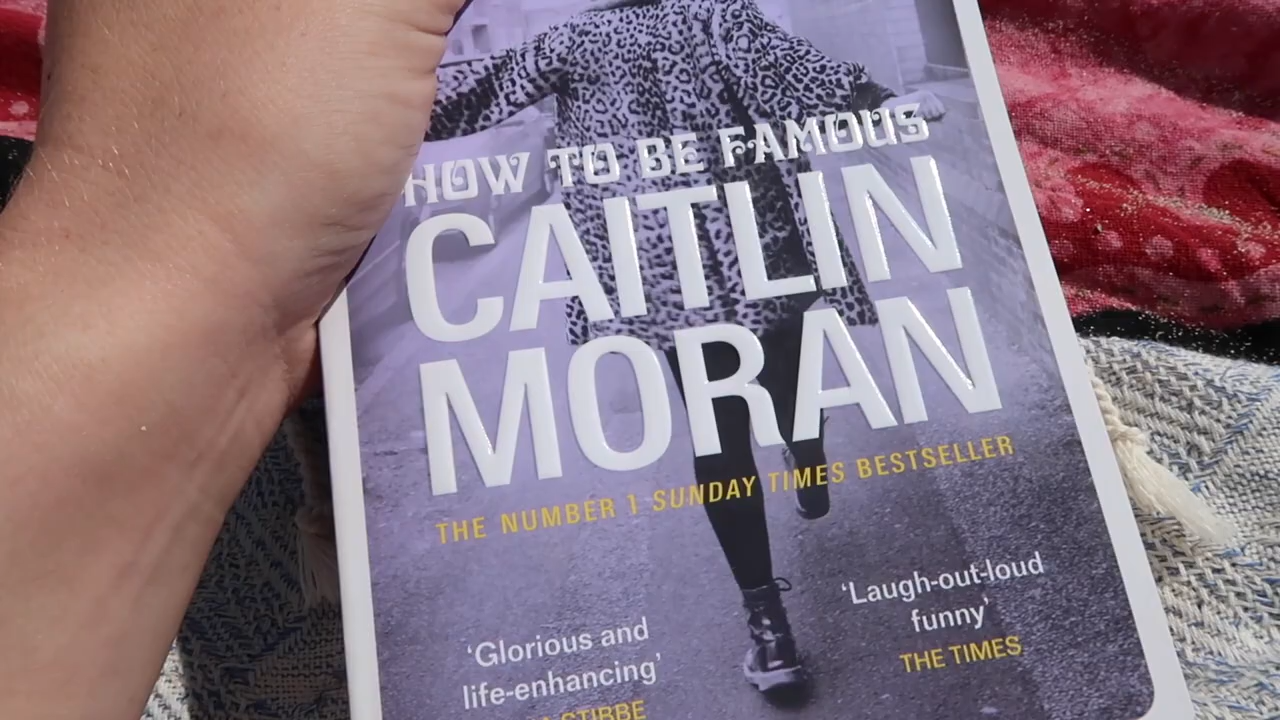 HOW TO BE FAMOUS
CAITLIN
MORAN
THE NUMBER 1 SUNDAY TIMES BESTSELLER
‘Laugh-out-loud
funny’
THE TIMES
‘Glorious and
life-enhancing’
STIBBE